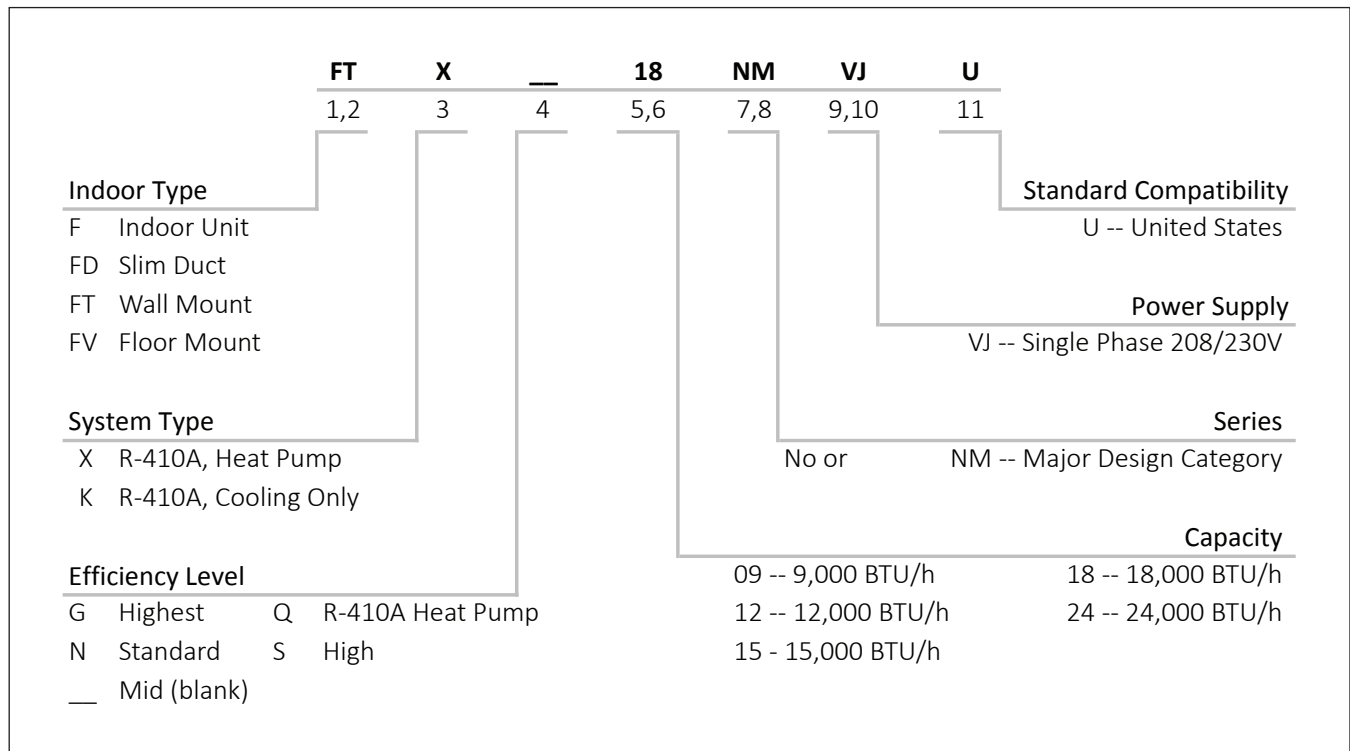 FT X __ 18 NM VJ U
1,2 3 4 5,6 7,8 9,10 11
Indoor Type
F Indoor Unit
FD Slim Duct
FT Wall Mount
FV Floor Mount
System Type
X R-410A, Heat Pump
K R-410A, Cooling Only
Efficiency Level
G Highest Q R-410A Heat Pump
N Standard S High
__ Mid (blank)
Standard Compatibility
U -- United States
Power Supply
VJ -- Single Phase 208/230V
Series
No or NM -- Major Design Category
Capacity
09 -- 9,000 BTU/h 18 -- 18,000 BTU/h
12 -- 12,000 BTU/h 24 -- 24,000 BTU/h
15 - 15,000 BTU/h